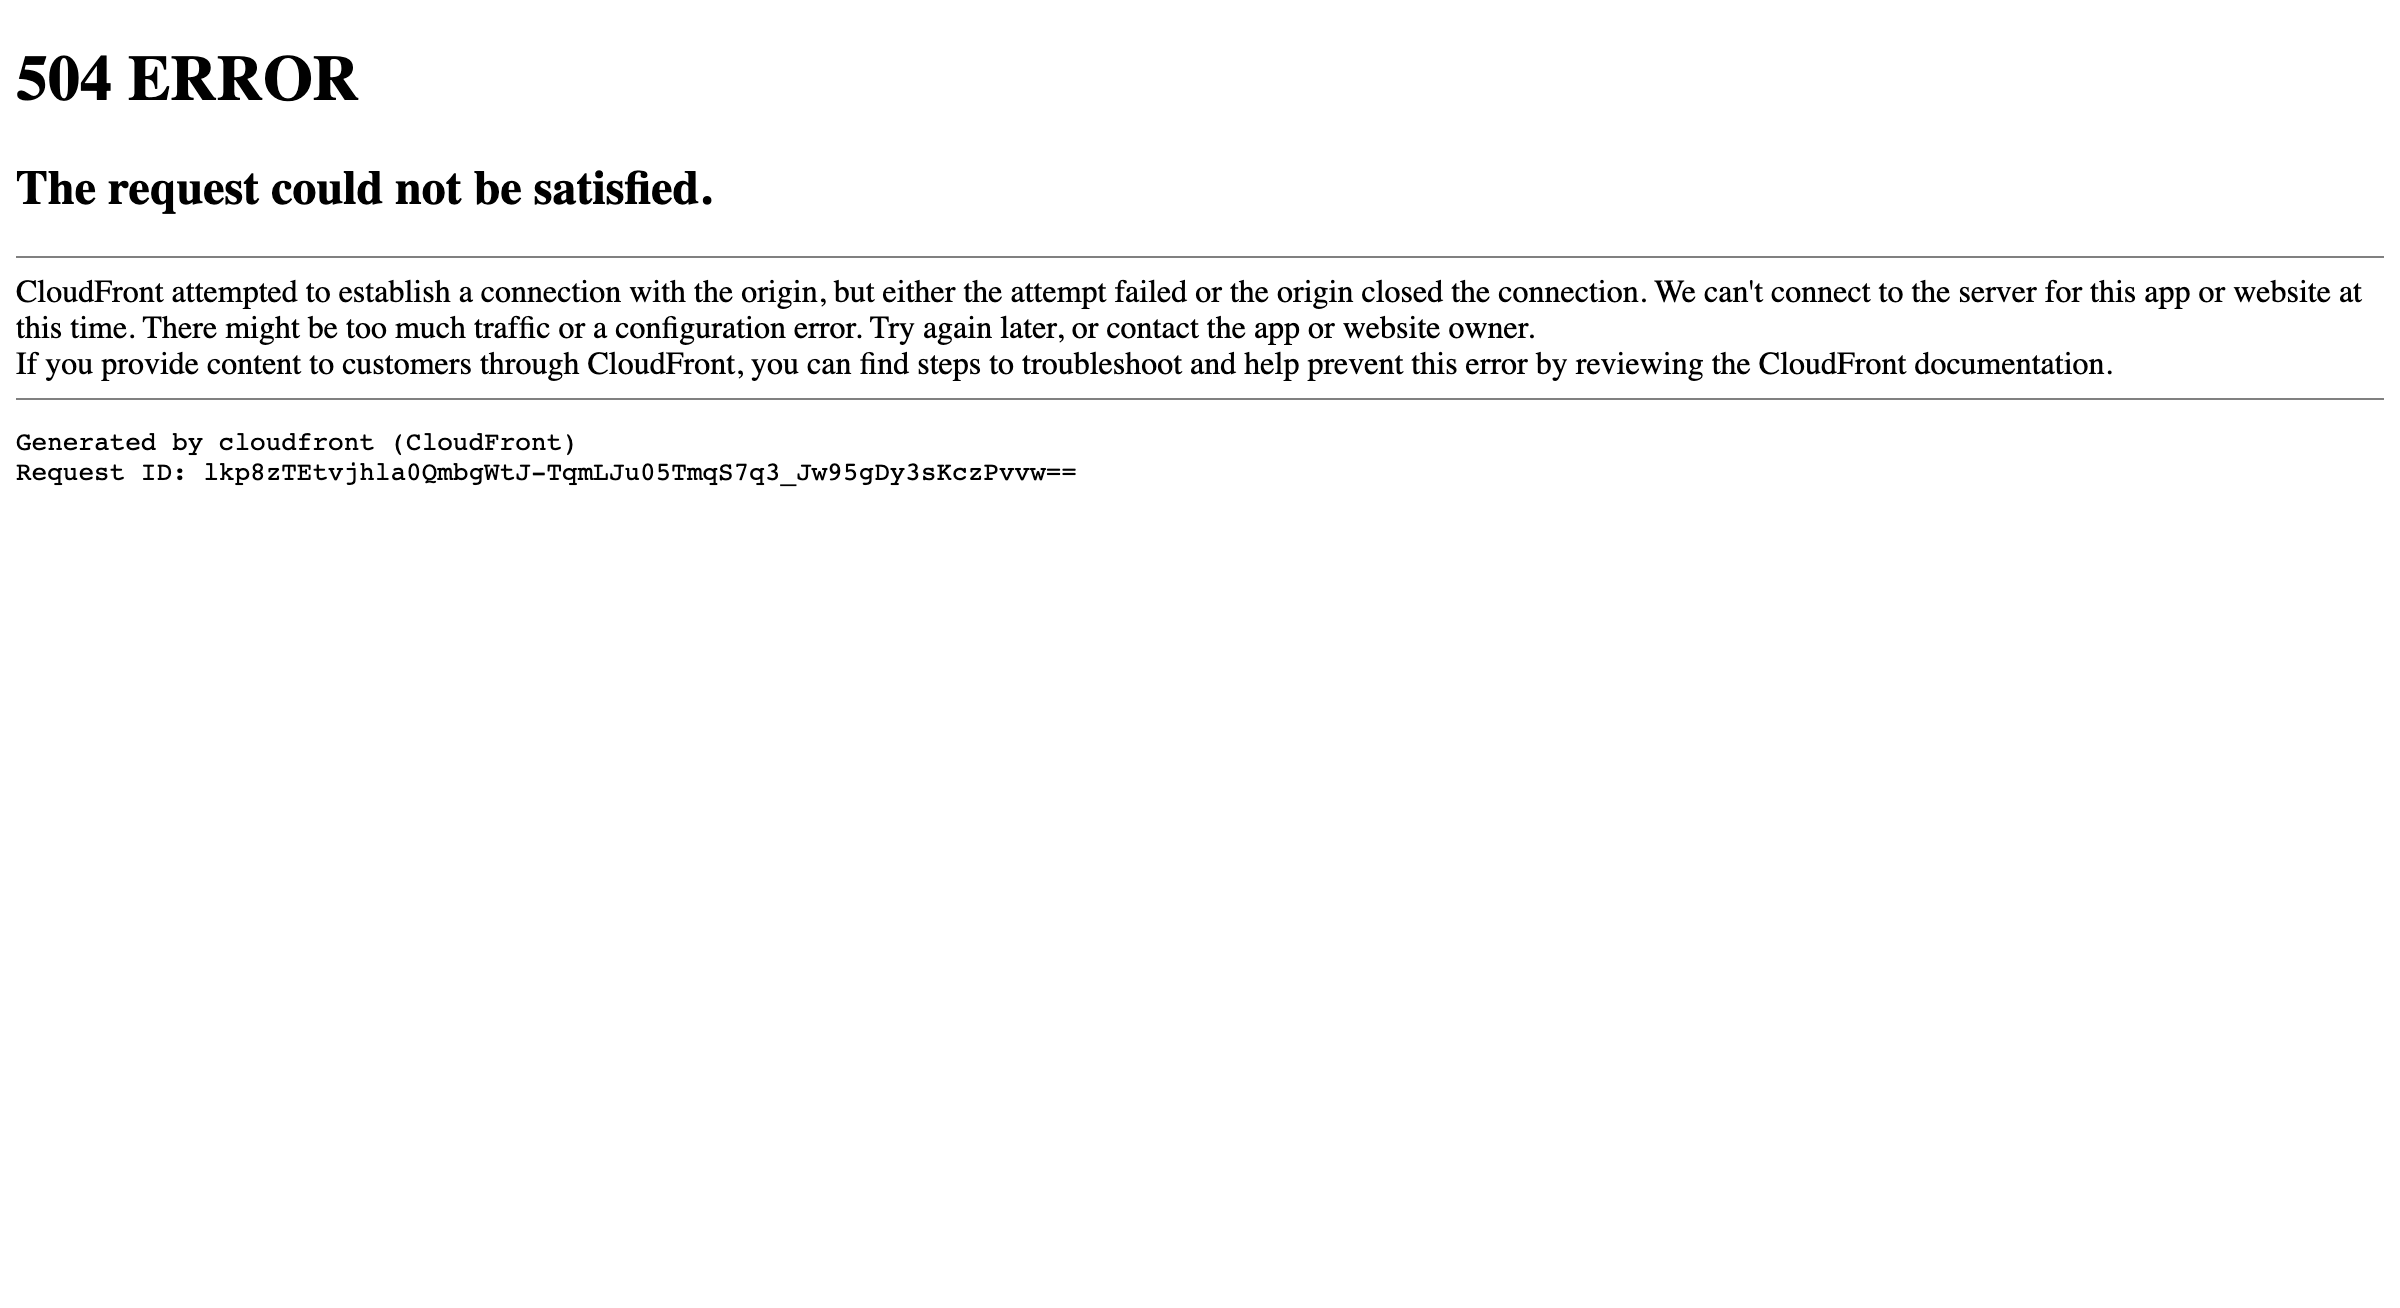 504 ERROR
The request could not be satisfied.
CloudFront attempted to establish a connection with the origin, but either the attempt failed or the origin closed the connection. We can't connect to the server for this app or website at
this time. There might be too much traffic or a configuration error. Try again later, or contact the app or website owner.
If you provide content to customers through CloudFront, you can find steps to troubleshoot and help prevent this error by reviewing the CloudFront documentation.
Generated by cloudfront (CloudFront)
Request ID: lkp8zTEtvjhla0QmbgWtJ-TqmLJu05TmqS7q3_Jw95gDy3sKczPvvw==